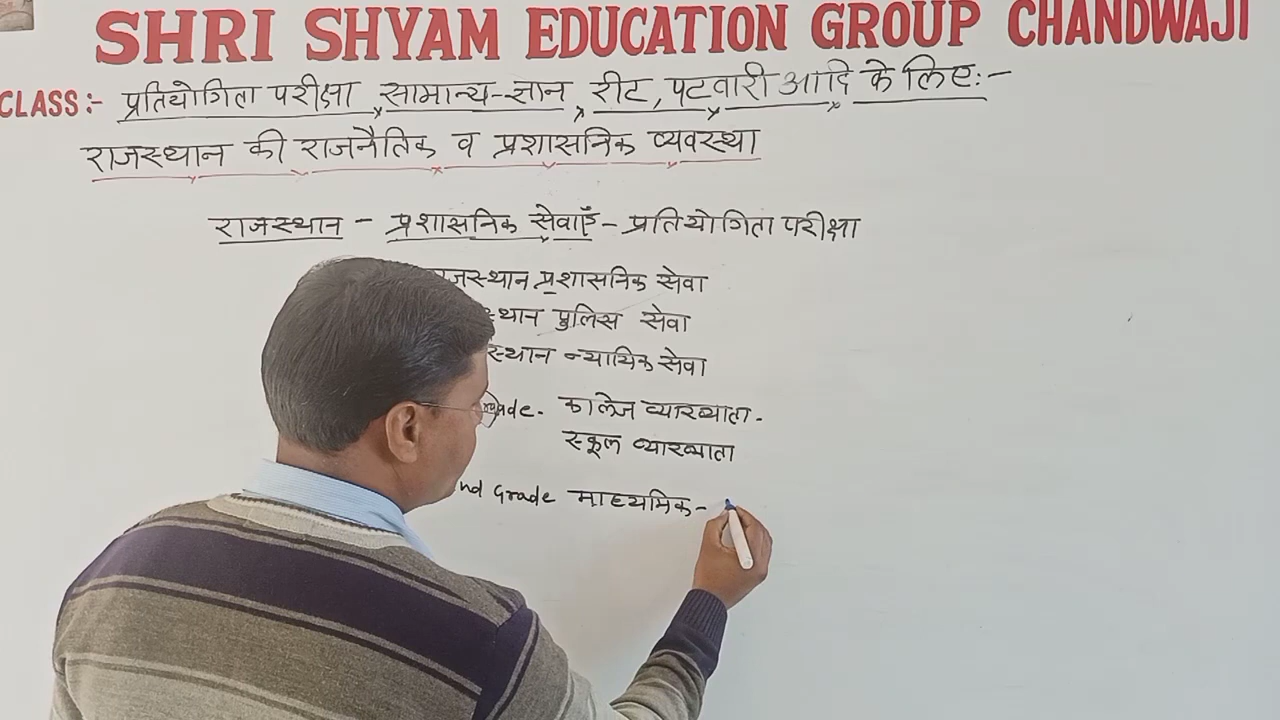 SHRI SHYAM EDUCATION GROUP CHANDWAJI
CLASS:- प्रतियोगिता परीक्षा, सामान्य-ज्ञान, रीट, पटवारी आदि के लिए:-
राजस्थान की राजनैतिक व प्रशासनिक व्यवस्था
राजस्थान - प्रशासनिक सेवाएँ - प्रतियोगिता परीक्षा
राजस्थान प्रशासनिक सेवा
स्थान पुलिस सेवा
स्थान न्यायिक सेवा
कालेज व्याख्याता -
स्कूल व्याख्याता
nd Grade माध्यमिक -